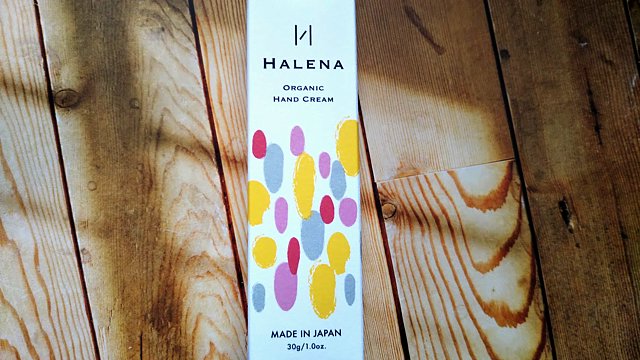 HALENA
ORGANIC
HAND CREAM
MADE IN JAPAN
30g/1.0oz.